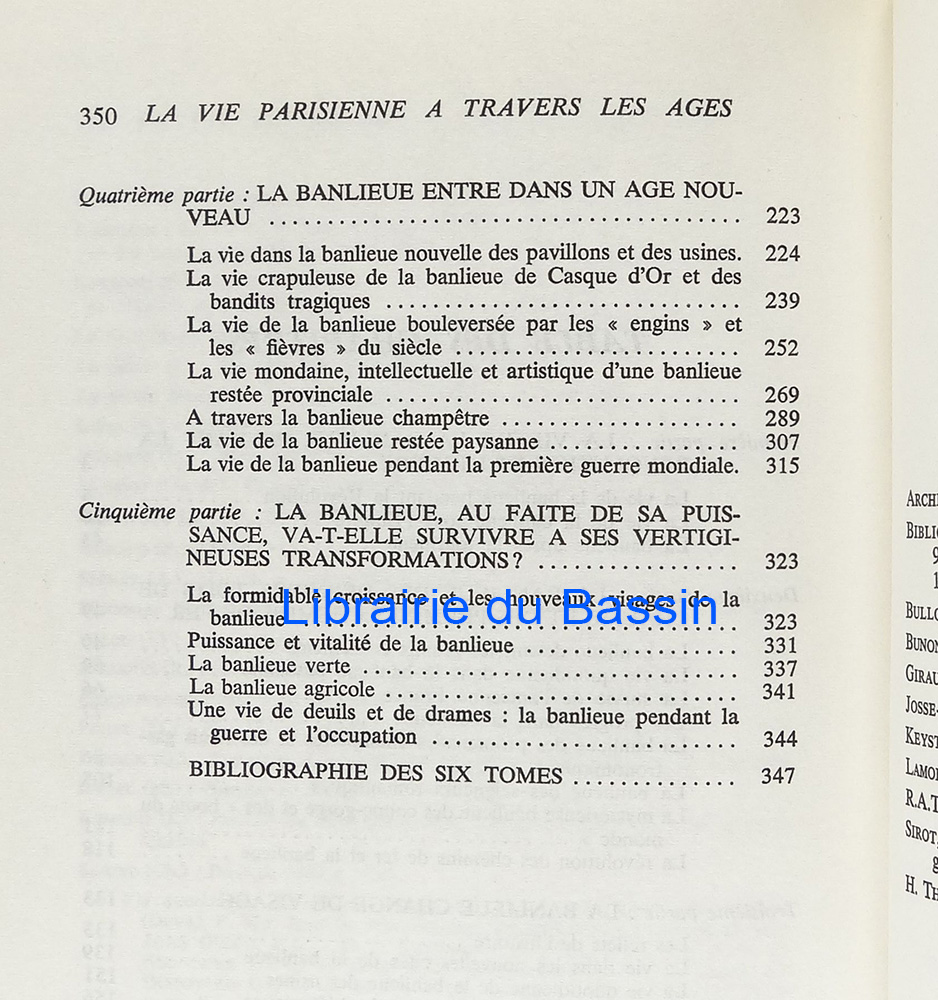 350 LA VIE PARISIENNE A TRAVERS LES AGES
Quatrième partie : LA BANLIEUE ENTRE DANS UN AGE NOU-
VEAU ........................................ 223
La vie dans la banlieue nouvelle des pavillons et des usines. 224
La vie crapuleuse de la banlieue de Casque d'Or et des
bandits tragiques .............................. 239
La vie de la banlieue bouleversée par les « engins » et
les « fièvres » du siècle ........................ 252
La vie mondaine, intellectuelle et artistique d'une banlieue
restée provinciale .............................. 269
A travers la banlieue champêtre .................... 289
La vie de la banlieue restée paysanne ................ 307
La vie de la banlieue pendant la première guerre mondiale. 315
Cinquième partie : LA BANLIEUE, AU FAITE DE SA PUIS-
SANCE, VA-T-ELLE SURVIVRE A SES VERTIGI-
NEUSES TRANSFORMATIONS ? ................. 323
La formidable croissance et les nouveaux visages de la
banlieue ...................................... 323
Librairie du Bassin
Puissance et vitalité de la banlieue .................. 331
La banlieue verte ................................ 337
La banlieue agricole .............................. 341
Une vie de deuils et de drames : la banlieue pendant la
guerre et l'occupation .......................... 344
BIBLIOGRAPHIE DES SIX TOMES .............. 347
R.A.T